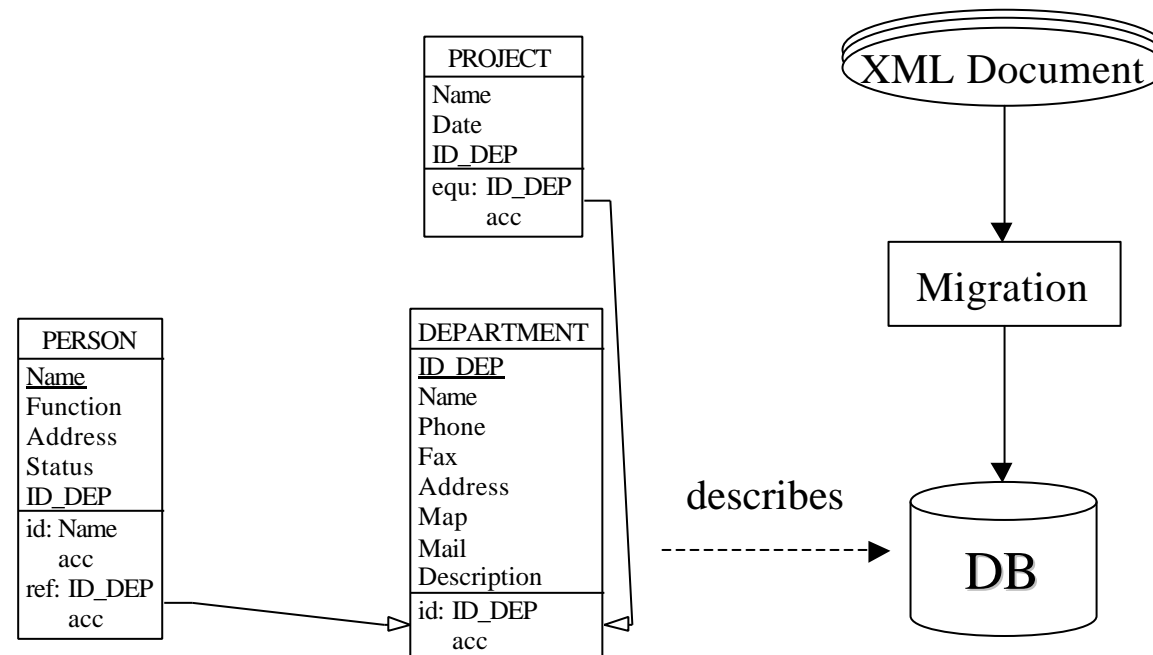 PROJECT
Name
Date
ID_DEP
equ: ID_DEP
acc
PERSON
Name
Function
Address
Status
ID_DEP
id: Name
acc
ref: ID_DEP
acc
DEPARTMENT
ID_DEP
Name
Phone
Fax
Address
Map
Mail
Description
id: ID_DEP
acc
describes
XML Document
Migration
DB